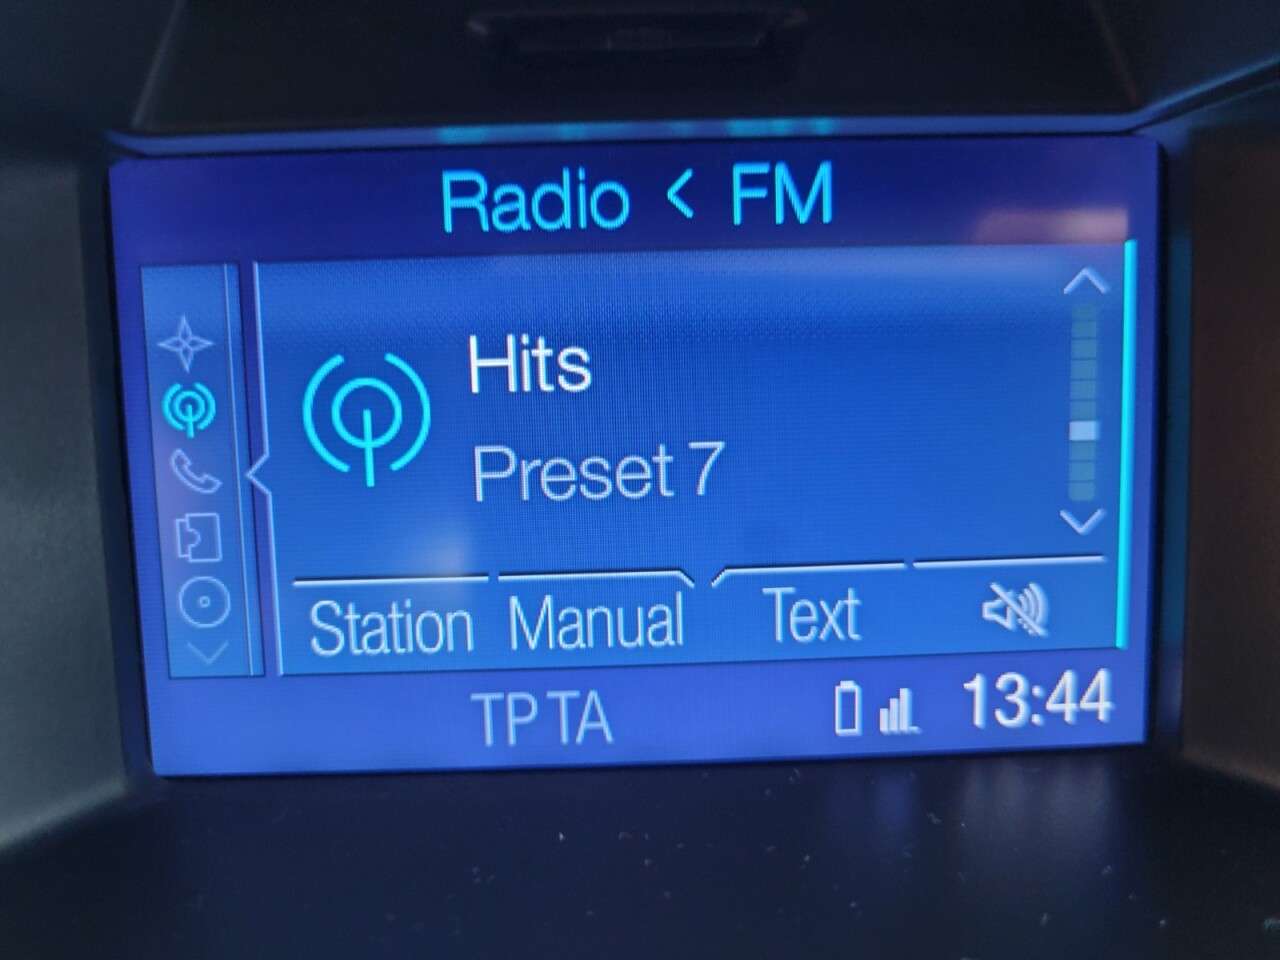 Radio < FM
Hits
Preset 7
Station Manual Text
TP TA 13:44